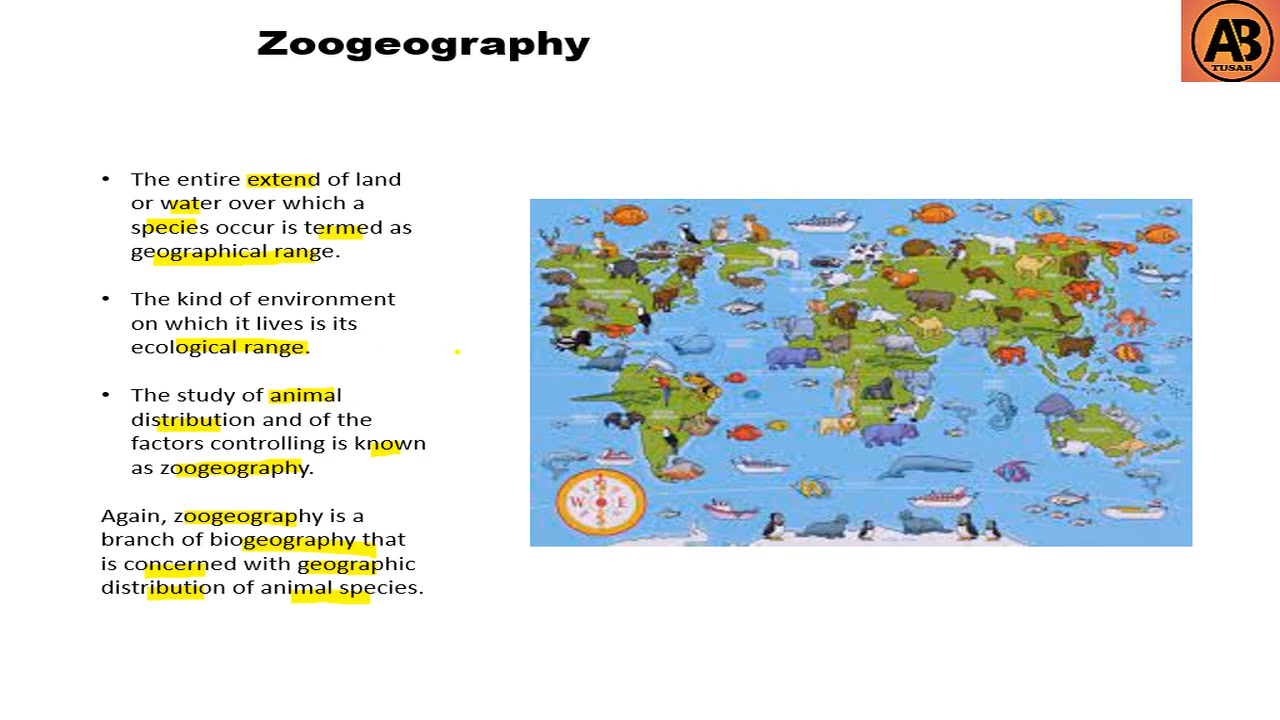 Zoogeography
AB
TUSAR
• The entire extend of land
or water over which a
species occur is termed as
geographical range.
• The kind of environment
on which it lives is its
ecological range.
• The study of animal
distribution and of the
factors controlling is known
as zoogeography.
Again, zoogeography is a
branch of biogeography that
is concerned with geographic
distribution of animal species.
W E